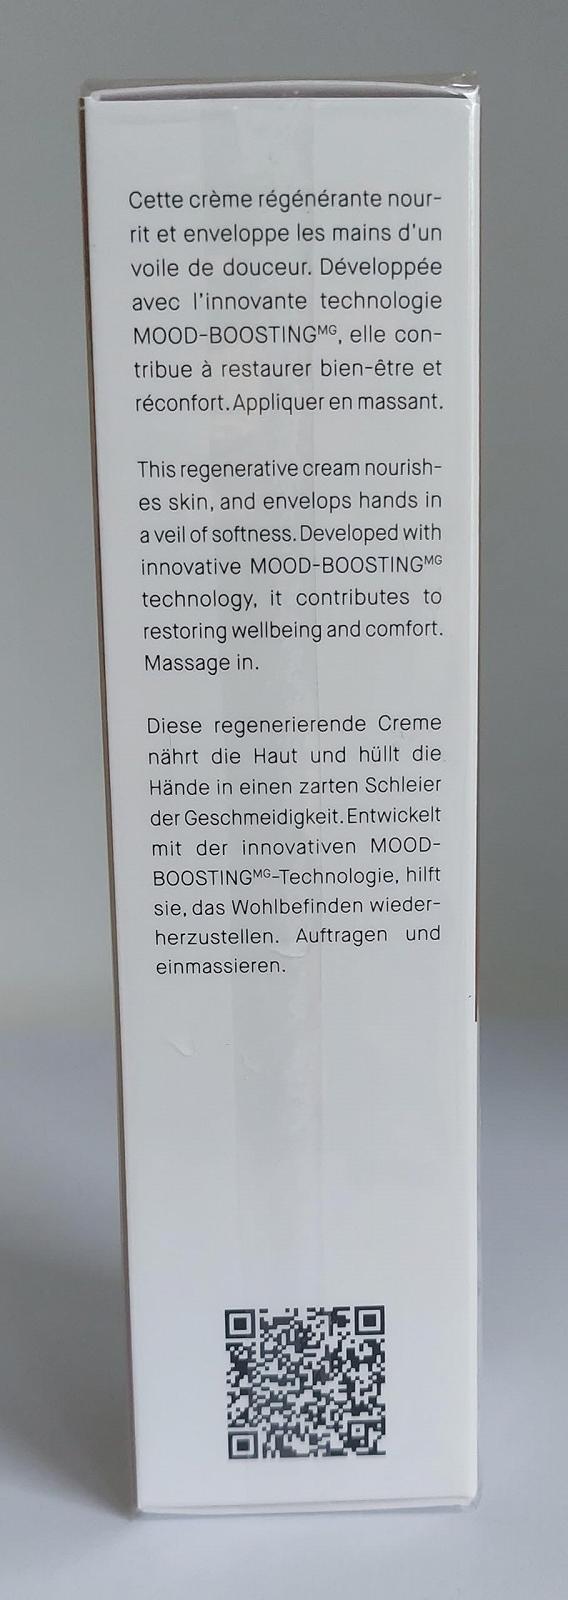 Cette crème régénérante nour-
rit et enveloppe les mains d'un
voile de douceur. Développée
avec l'innovante technologie
MOOD-BOOSTINGᴹᴳ, elle con-
tribue à restaurer bien-être et
réconfort. Appliquer en massant.
This regenerative cream nourish-
es skin, and envelops hands in
a veil of softness. Developed with
innovative MOOD-BOOSTINGᴹᴳ
technology, it contributes to
restoring wellbeing and comfort.
Massage in.
Diese regenerierende Creme
nährt die Haut und hüllt die
Hände in einen zarten Schleier
der Geschmeidigkeit. Entwickelt
mit der innovativen MOOD-
BOOSTINGᴹᴳ-Technologie, hilft
sie, das Wohlbefinden wieder-
herzustellen. Auftragen und
einmassieren.